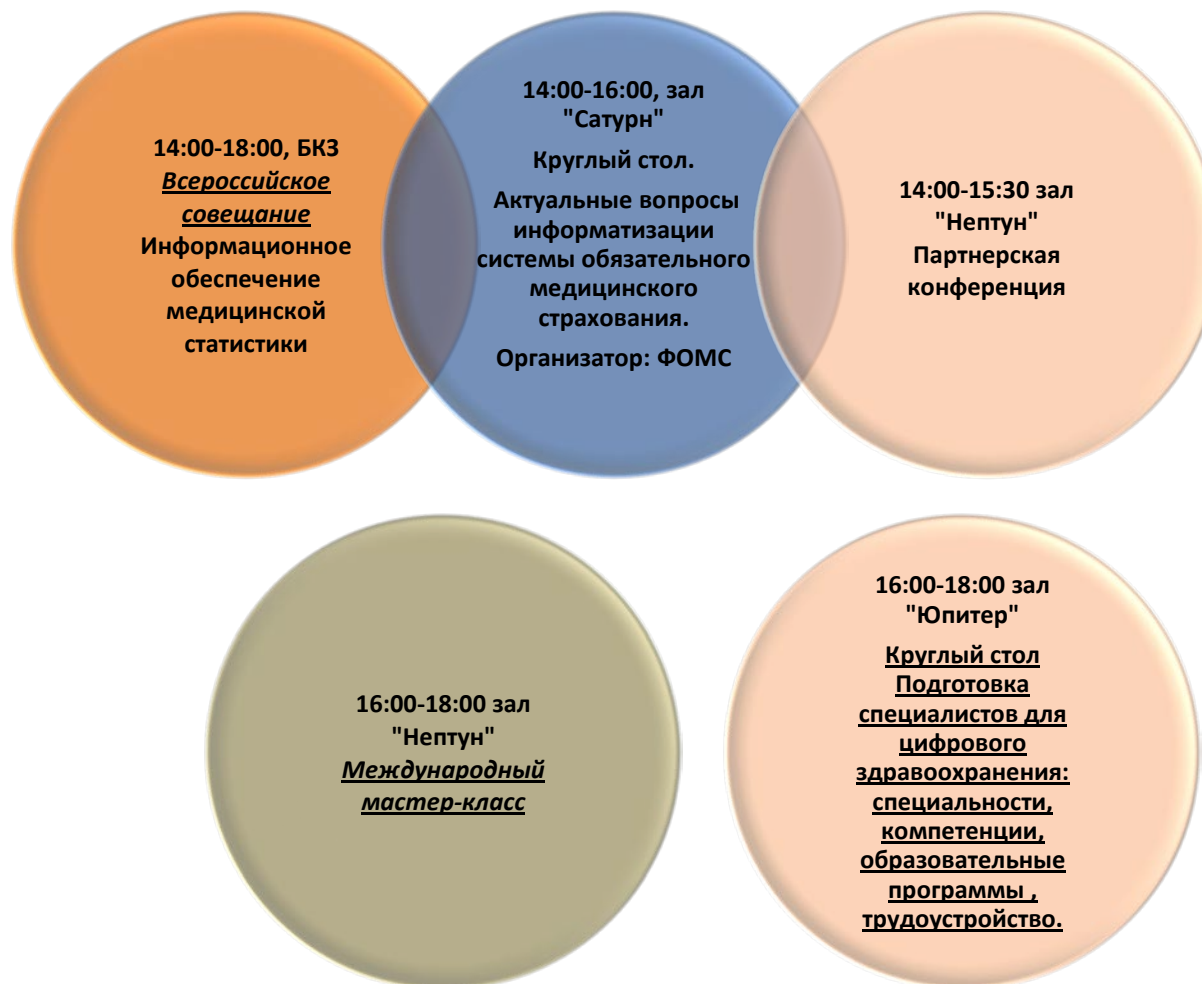 14:00-18:00, БКЗ
Всероссийское
совещание
Информационное
обеспечение
медицинской
статистики
14:00-16:00, зал
"Сатурн"
Круглый стол.
Актуальные вопросы
информатизации
системы обязательного
медицинского
страхования.
Организатор: ФОМС
14:00-15:30 зал
"Нептун"
Партнерская
конференция
16:00-18:00 зал
"Нептун"
Международный
мастер-класс
16:00-18:00 зал
"Юпитер"
Круглый стол
Подготовка
специалистов для
цифрового
здравоохранения:
специальности,
компетенции,
образовательные
программы ,
трудоустройство.